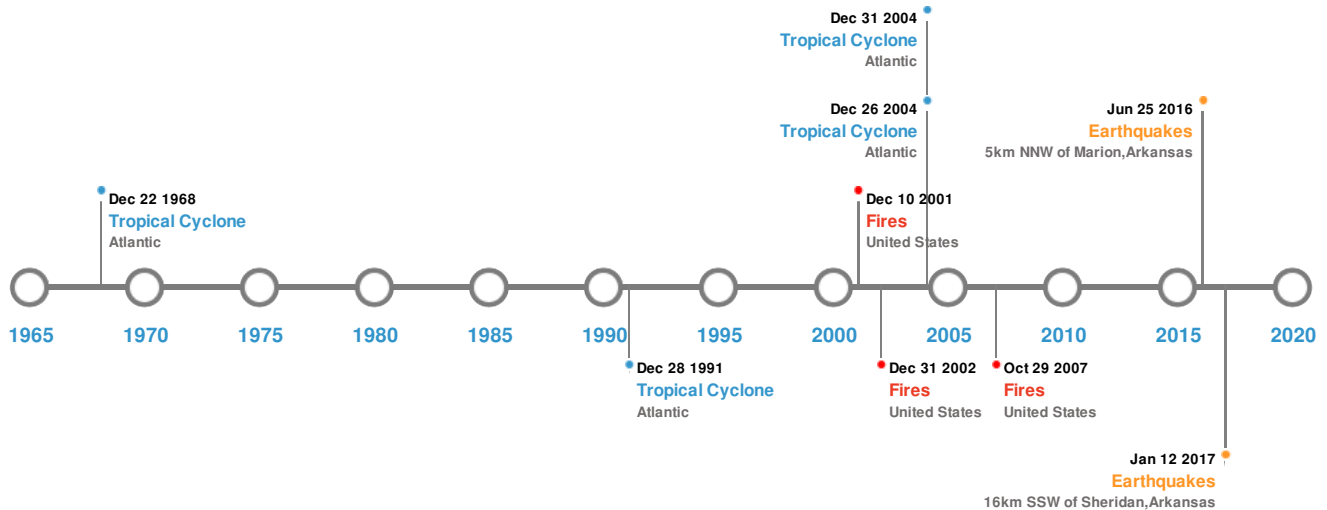 Dec 31 2004
Tropical Cyclone
Atlantic
Dec 26 2004
Tropical Cyclone
Atlantic
Jun 25 2016
Earthquakes
5km NNW of Marion,Arkansas
Dec 22 1968
Tropical Cyclone
Atlantic
Dec 10 2001
Fires
United States
1965 1970 1975 1980 1985 1990 1995 2000 2005 2010 2015 2020
Dec 28 1991
Tropical Cyclone
Atlantic
Dec 31 2002
Fires
United States
Oct 29 2007
Fires
United States
Jan 12 2017
Earthquakes
16km SSW of Sheridan,Arkansas